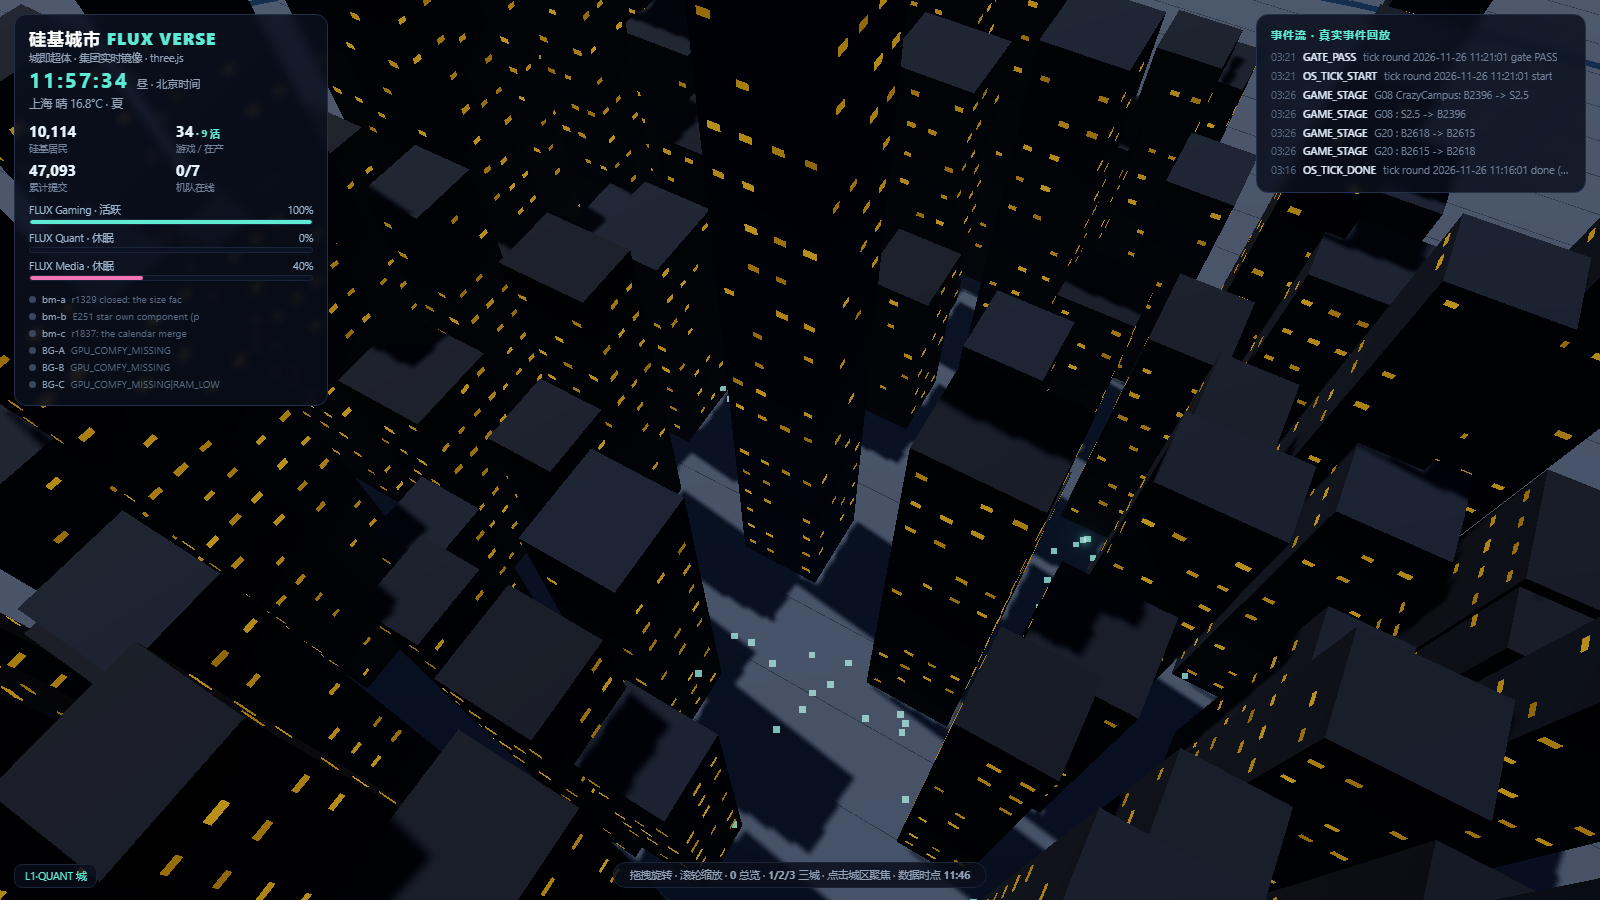 硅基城市 FLUX VERSE
城即超体 · 集团实时镜像 · three.js
11:57:34 昼 · 北京时间
上海 晴 16.8°C · 夏
10,114 34 · 9 活
硅基居民 游戏 / 在产
47,093 0/7
累计提交 机队在线
FLUX Gaming · 活跃 100%
FLUX Quant · 休眠 0%
FLUX Media · 休眠 40%
bm-a r1329 closed: the size fac
bm-b E251 star own component (p
bm-c r1837: the calendar merge
BG-A GPU_COMFY_MISSING
BG-B GPU_COMFY_MISSING
BG-C GPU_COMFY_MISSING|RAM_LOW
事件流 · 真实事件回放
03:21 GATE_PASS tick round 2026-11-26 11:21:01 gate PASS
03:21 OS_TICK_START tick round 2026-11-26 11:21:01 start
03:26 GAME_STAGE G08 CrazyCampus: B2396 -> S2.5
03:26 GAME_STAGE G08 : S2.5 -> B2396
03:26 GAME_STAGE G20 : B2618 -> B2615
03:26 GAME_STAGE G20 : B2615 -> B2618
03:16 OS_TICK_DONE tick round 2026-11-26 11:16:01 done (...
L1·QUANT 城
拖拽旋转 · 滚轮缩放 · 0 总览 · 1/2/3 三城 · 点击城区聚焦 · 数据时点 11:46